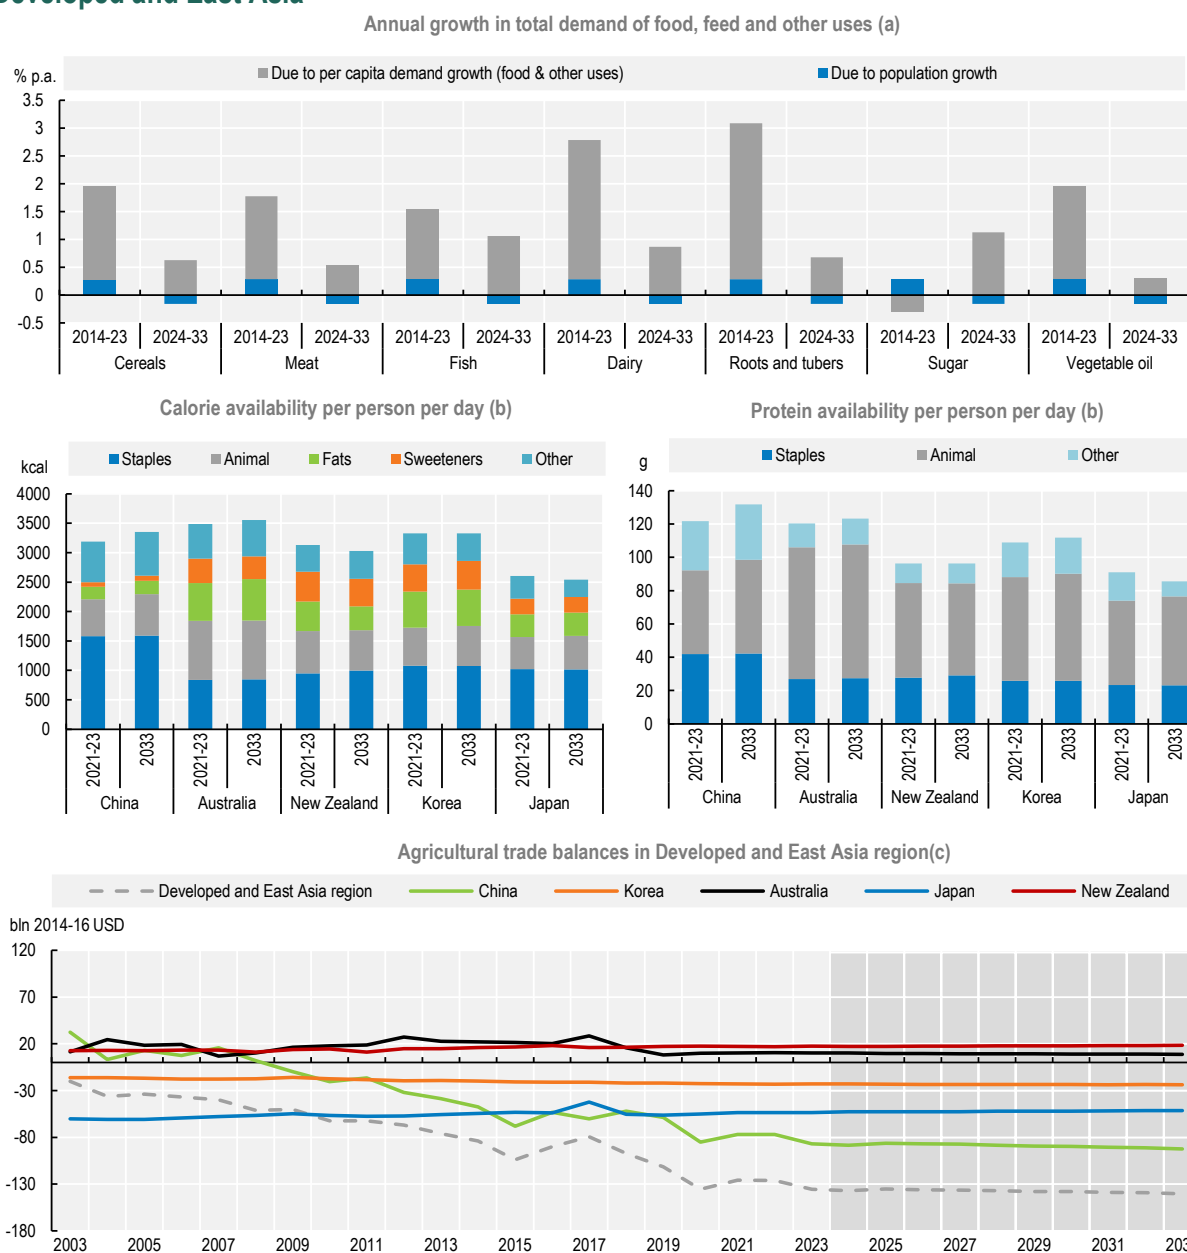 Developed and East Asia
Annual growth in total demand of food, feed and other uses (a)
% p.a.
Due to per capita demand growth (food & other uses)
Due to population growth
3.5
3
2.5
2
1.5
1
0.5
0
-0.5
2014-23 2024-33 2014-23 2024-33 2014-23 2024-33 2014-23 2024-33 2014-23 2024-33 2014-23 2024-33 2014-23 2024-33
Cereals Meat Fish Dairy Roots and tubers Sugar Vegetable oil
Calorie availability per person per day (b)
kcal
Staples Animal Fats Sweeteners Other
4000
3500
3000
2500
2000
1500
1000
500
0
2021-23 2033 2021-23 2033 2021-23 2033 2021-23 2033 2021-23 2033
China Australia New Zealand Korea Japan
Protein availability per person per day (b)
g
Staples Animal Other
140
120
100
80
60
40
20
0
2021-23 2033 2021-23 2033 2021-23 2033 2021-23 2033 2021-23 2033
China Australia New Zealand Korea Japan
Agricultural trade balances in Developed and East Asia region(c)
Developed and East Asia region China Korea Australia Japan New Zealand
bln 2014-16 USD
120
70
20
-30
-80
-130
-180
2003 2005 2007 2009 2011 2013 2015 2017 2019 2021 2023 2025 2027 2029 2031